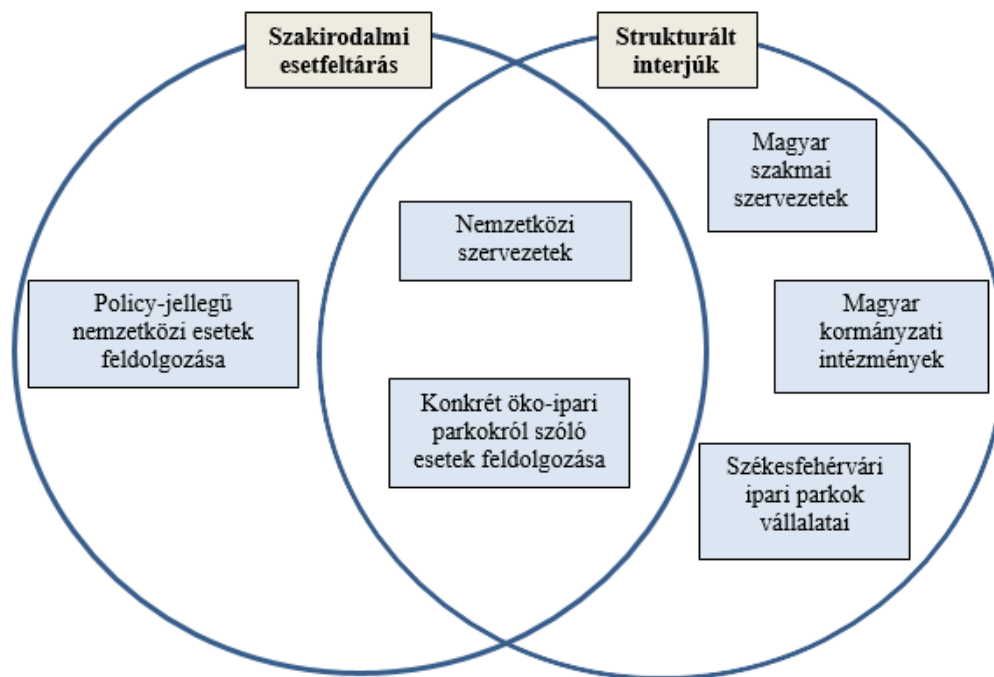 Szakirodalmi
esetfeltárás
Strukturált
interjúk
Policy-jellegű
nemzetközi esetek
feldolgozása
Nemzetközi
szervezetek
Konkrét öko-ipari
parkokról szóló
esetek feldolgozása
Magyar
szakmai
szervezetek
Magyar
kormányzati
intézmények
Székesfehérvári
ipari parkok
vállalatai